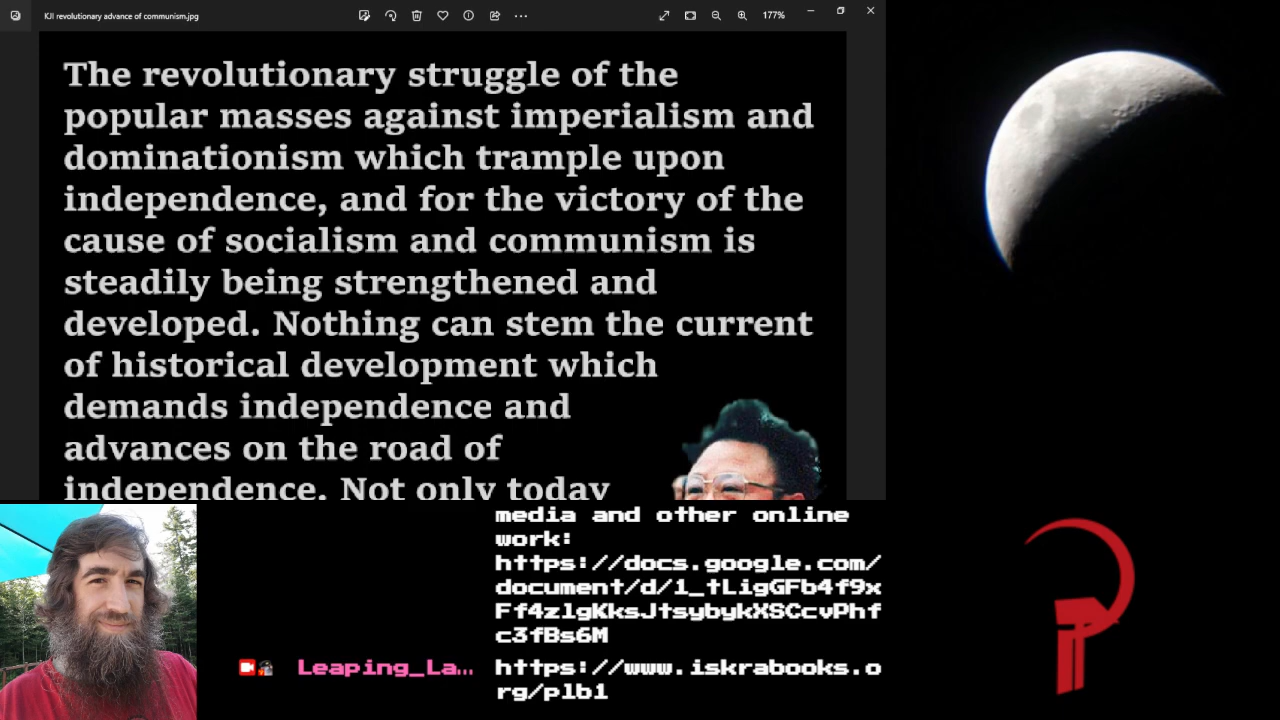 KJI revolutionary advance of communism.jpg
177%
The revolutionary struggle of the
popular masses against imperialism and
dominationism which trample upon
independence, and for the victory of the
cause of socialism and communism is
steadily being strengthened and
developed. Nothing can stem the current
of historical development which
demands independence and
advances on the road of
independence. Not only today
media and other online
work:
https://docs.google.com/
document/d/1_tLigGFb4f9x
Ff4zlgKksJtsybykXSCcvPhf
c3fBs6M
Leaping_La...
https://www.iskrabooks.o
rg/plb1